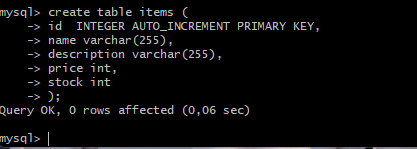 mysql> create table items (
    -> id  INTEGER AUTO_INCREMENT PRIMARY KEY,
    -> name varchar(255),
    -> description varchar(255),
    -> price int,
    -> stock int
    -> );
Query OK, 0 rows affected (0,06 sec)
mysql>